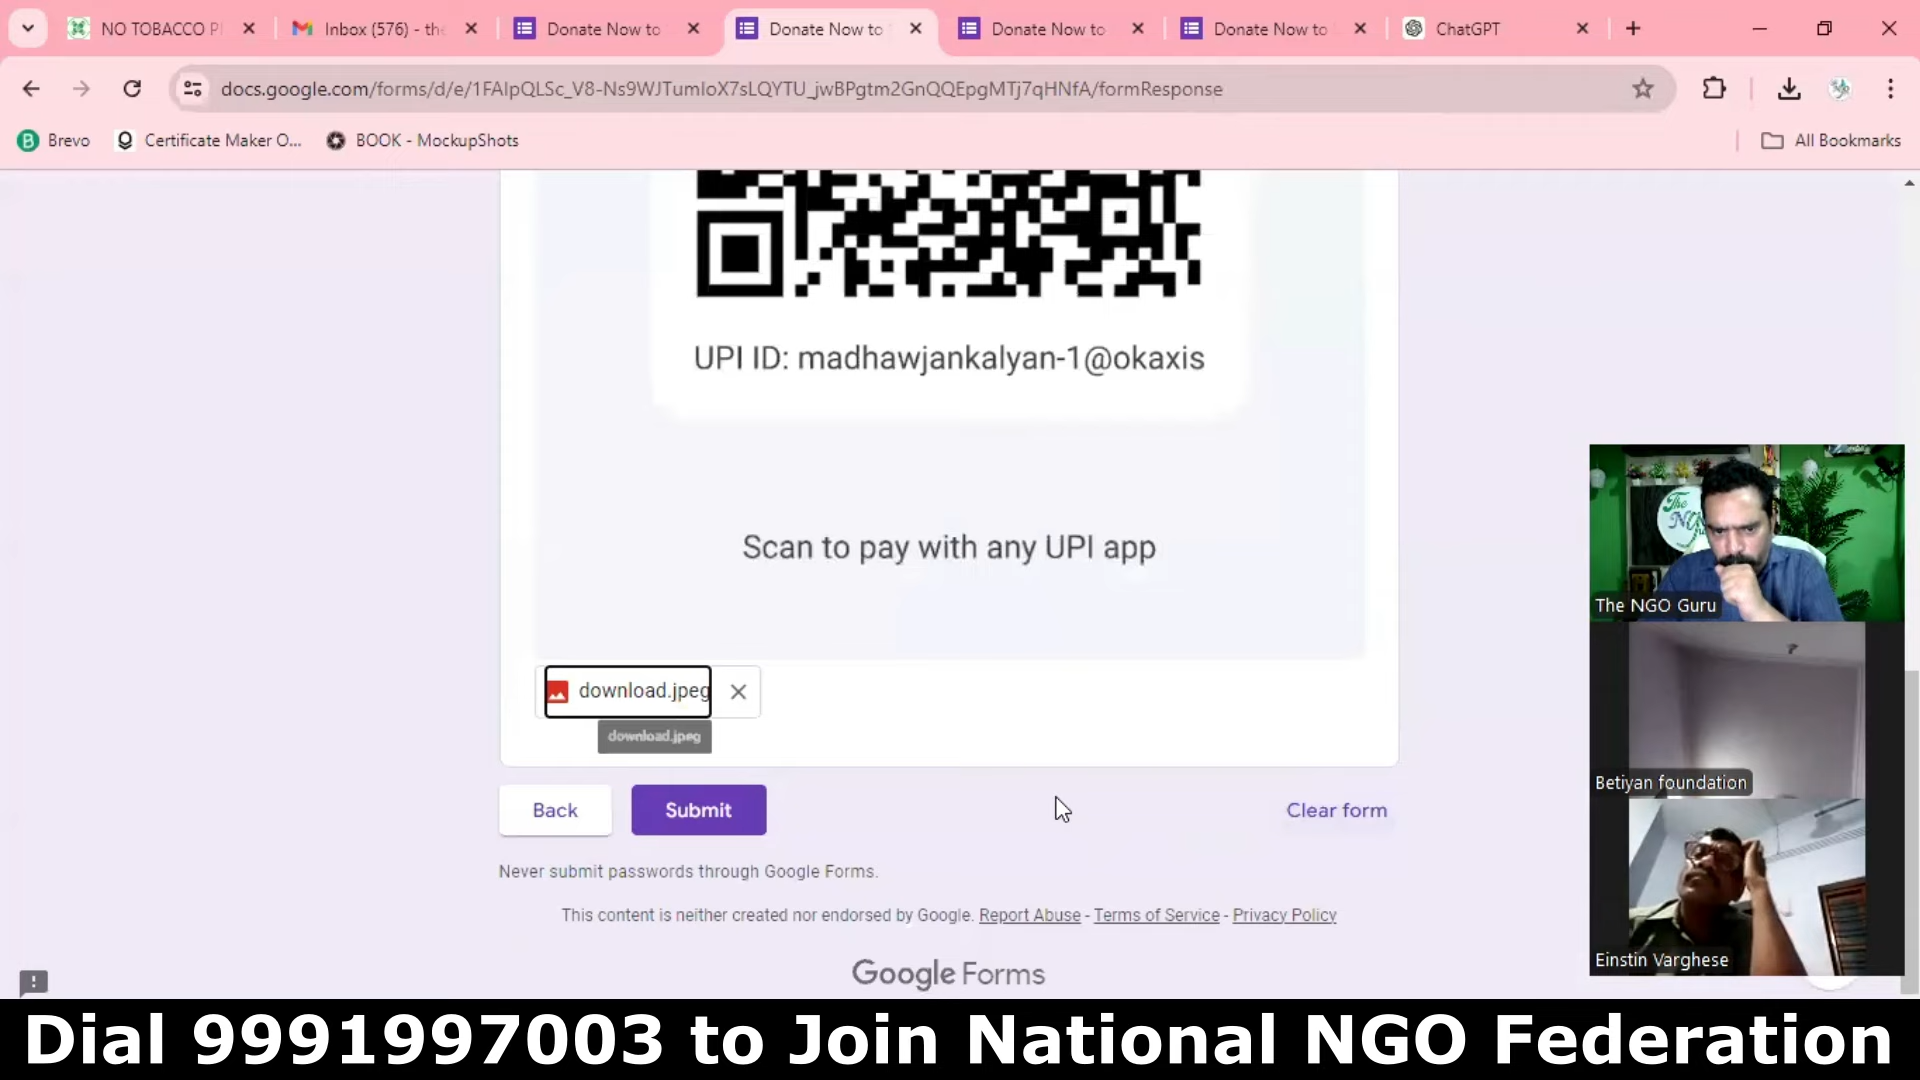 NO TOBACCO P
Inbox (576) - the
Donate Now to
Donate Now to
Donate Now to
Donate Now to
ChatGPT
docs.google.com/forms/d/e/1FAIpQLSc_V8-Ns9WJTumIoX7sLQYTU_jwBPgtm2GnQQEpgMTj7qHNfA/formResponse
Brevo
Certificate Maker O...
BOOK - MockupShots
All Bookmarks
UPI ID: madhawjankalyan-1@okaxis
Scan to pay with any UPI app
download.jpeg
download.jpeg
Back
Submit
Clear form
Never submit passwords through Google Forms.
This content is neither created nor endorsed by Google. Report Abuse - Terms of Service - Privacy Policy
Google Forms
The
The NGO Guru
Betiyan foundation
Einstin Varghese
Dial 9991997003 to Join National NGO Federation